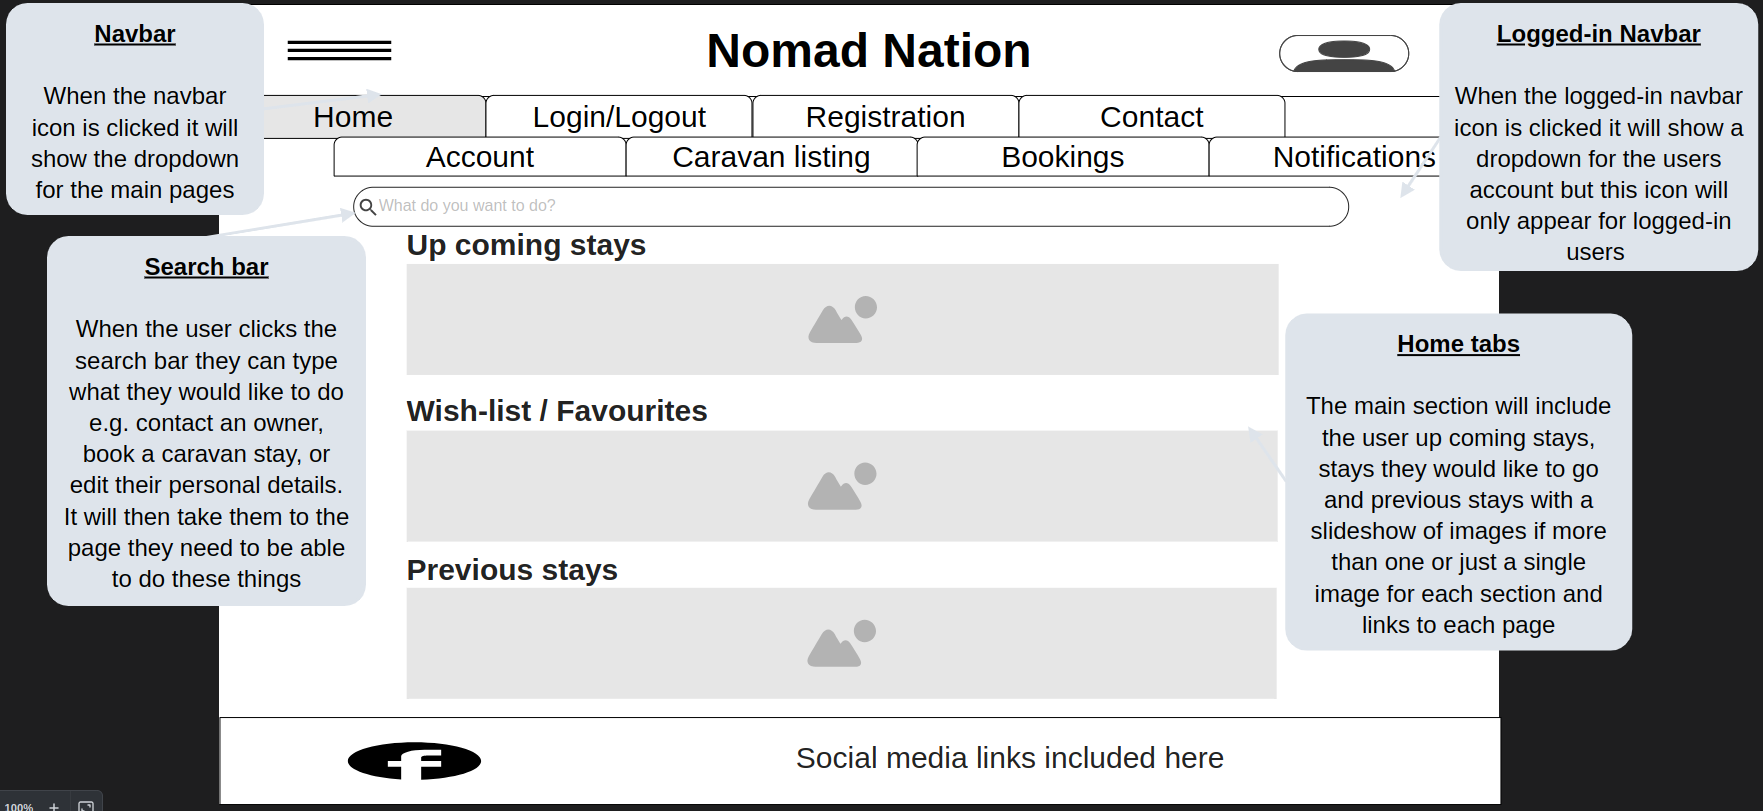 Navbar
When the navbar
icon is clicked it will
show the dropdown
for the main pages
Nomad Nation
Logged-in Navbar
When the logged-in navbar
icon is clicked it will show a
dropdown for the users
account but this icon will
only appear for logged-in
users
Home
Login/Logout
Registration
Contact
Account
Caravan listing
Bookings
Notifications
What do you want to do?
Search bar
When the user clicks the
search bar they can type
what they would like to do
e.g. contact an owner,
book a caravan stay, or
edit their personal details.
It will then take them to the
page they need to be able
to do these things
Up coming stays
Wish-list / Favourites
Previous stays
Home tabs
The main section will include
the user up coming stays,
stays they would like to go
and previous stays with a
slideshow of images if more
than one or just a single
image for each section and
links to each page
f
Social media links included here
100%